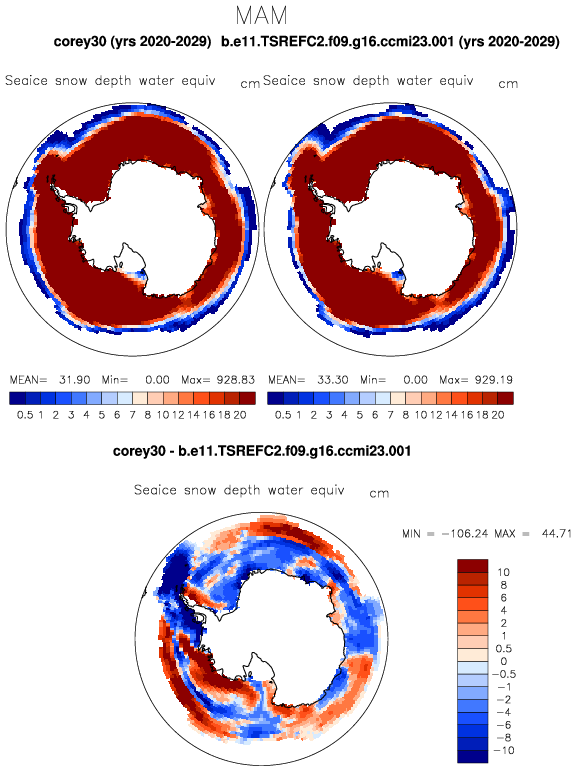 MAM
corey30 (yrs 2020-2029) b.e11.TSREFC2.f09.g16.ccmi23.001 (yrs 2020-2029)
Seaice snow depth water equiv cm Seaice snow depth water equiv cm
MEAN= 31.90 Min= 0.00 Max= 928.83 MEAN= 33.30 Min= 0.00 Max= 929.19
0.5 1 2 3 4 5 6 7 8 10 12 14 16 18 20 0.5 1 2 3 4 5 6 7 8 10 12 14 16 18 20
corey30 - b.e11.TSREFC2.f09.g16.ccmi23.001
Seaice snow depth water equiv cm
MIN = -106.24 MAX = 44.71
10
8
6
4
2
1
0.5
0
-0.5
-1
-2
-4
-6
-8
-10